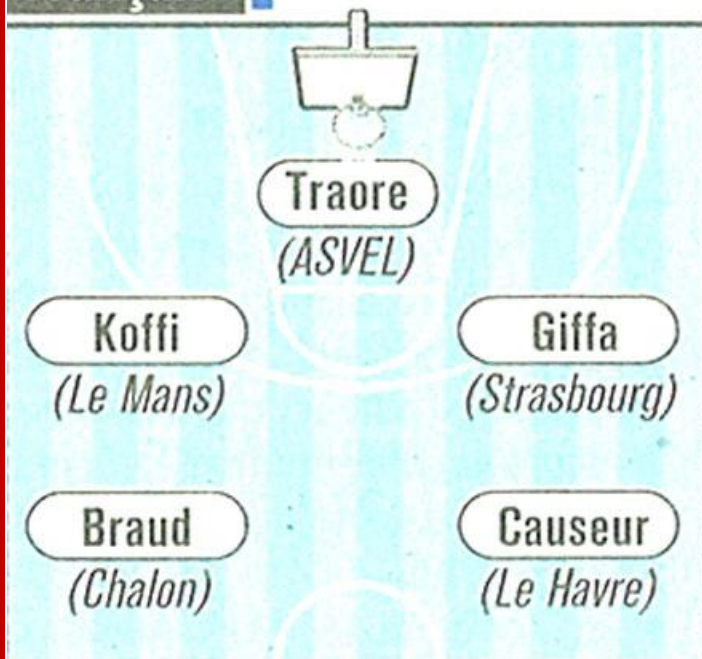 Traore
(ASVEL)
Koffi
Giffa
(Le Mans)
(Strasbourg)
Braud
Causeur
(Chalon)
(Le Havre)